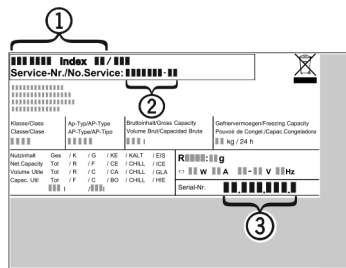 1
Index /
Service-Nr./No.Service: -
2
Klasse/Class Ap-Typ/AP-Type Bruttoinhalt/Gross Capacity Gefriervermoegen/Freezing Capacity
Classe/Clase AP-Type/AP-Tipo Volume Brut/Capacidad Bruta Pouvoir de Congel./Capac.Congeladora
l kg / 24 h
Nutzinhalt Ges / K / G / KE / KALT / EIS
Net.Capacity Tot / R / F / CE / CHILL / ICE
Volume Utile Tot / R / C / CA / CHILL / GLA
Capac. Util Tot / F / C / BO / CHILL / HIE
l / l
R : g
W A - V Hz
Serial-Nr. . . .
3